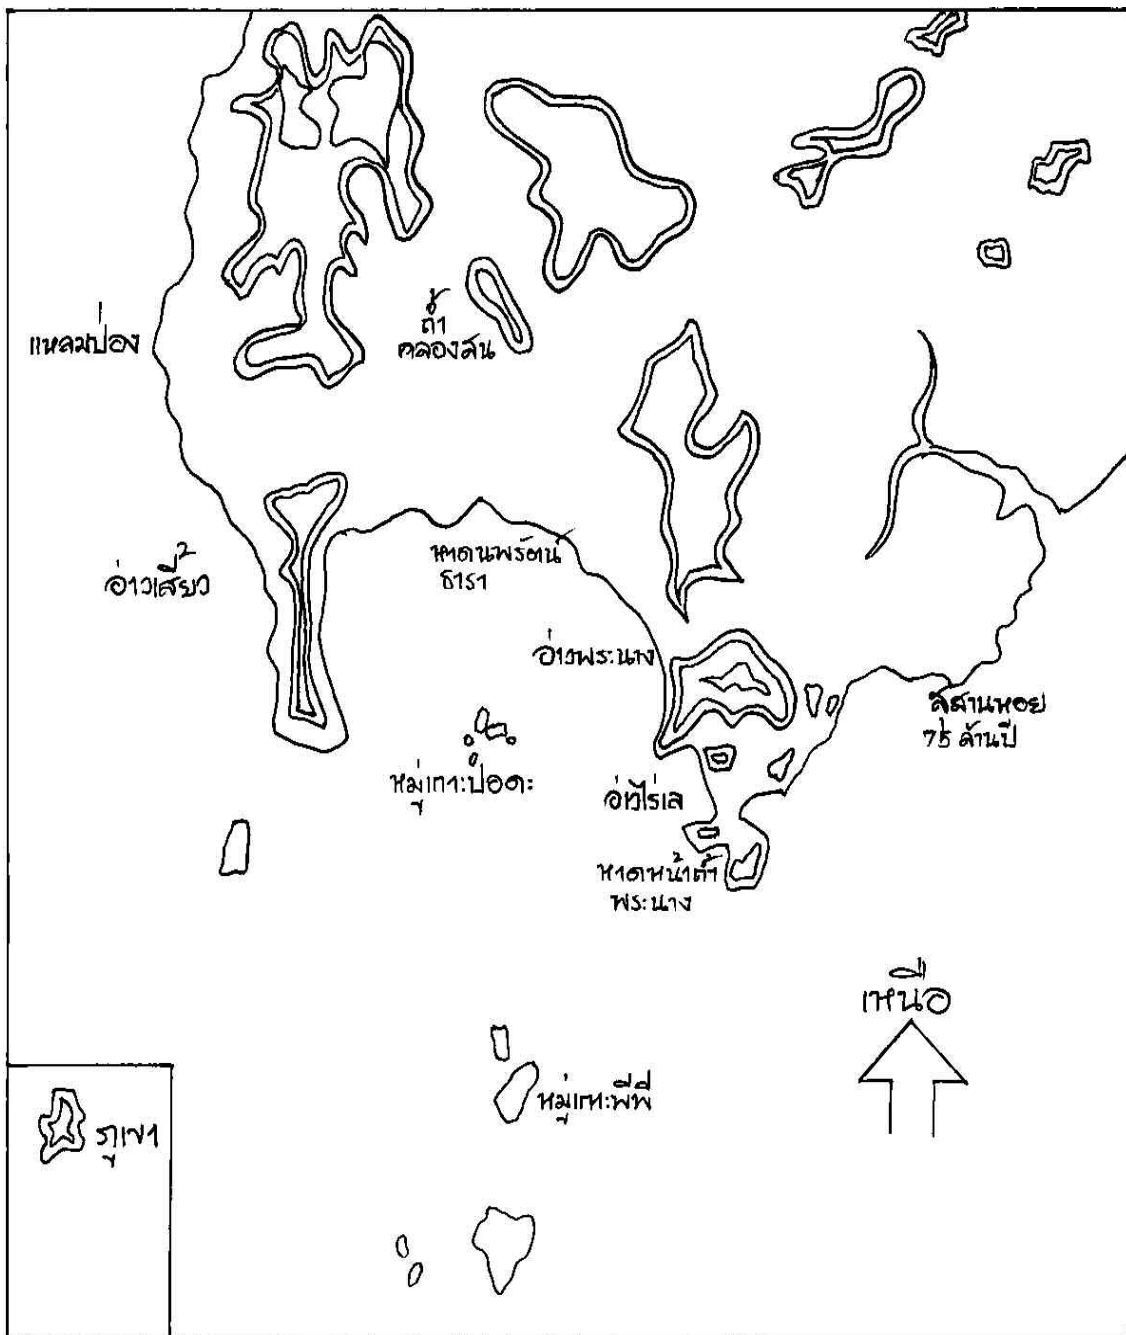 แหลมป่อง
ถ้ำ
คลองสน
อ่าวเสี้ยว
หาดนพรัตน์
ธารา
อ่าวพระนาง
สุสานหอย
75 ล้านปี
หมู่เกาะปอดะ
อ่าวไร่เล
หาดหน้าถ้ำ
พระนาง
เหนือ
หมู่เกาะพีพี
ภูเขา